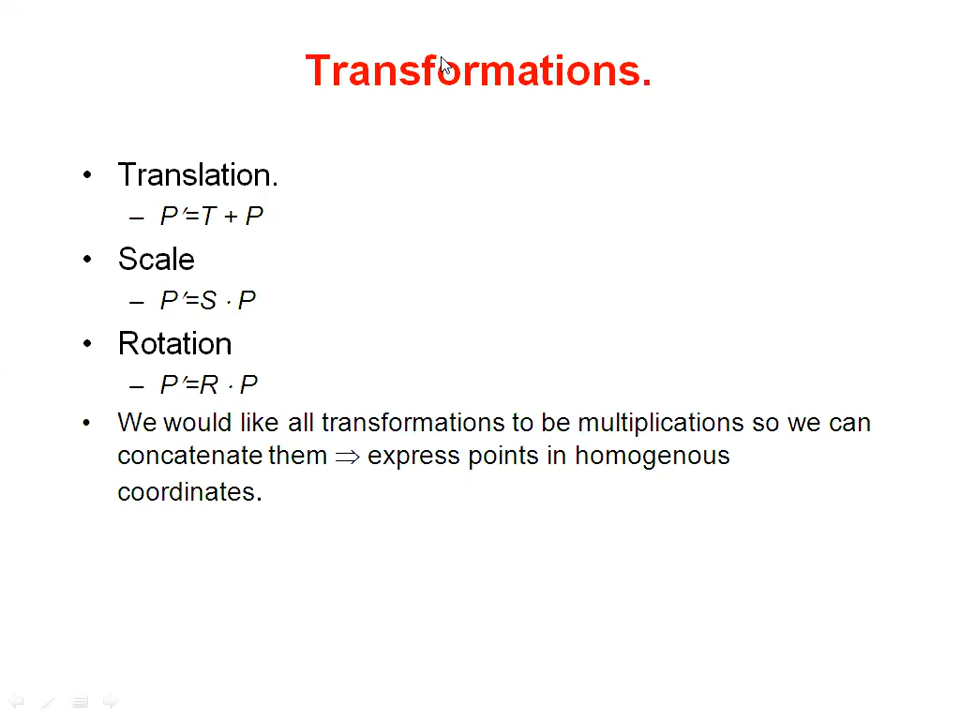 Transformations.
• Translation.
– P′=T + P
• Scale
– P′=S · P
• Rotation
– P′=R · P
• We would like all transformations to be multiplications so we can
concatenate them ⇒ express points in homogenous
coordinates.